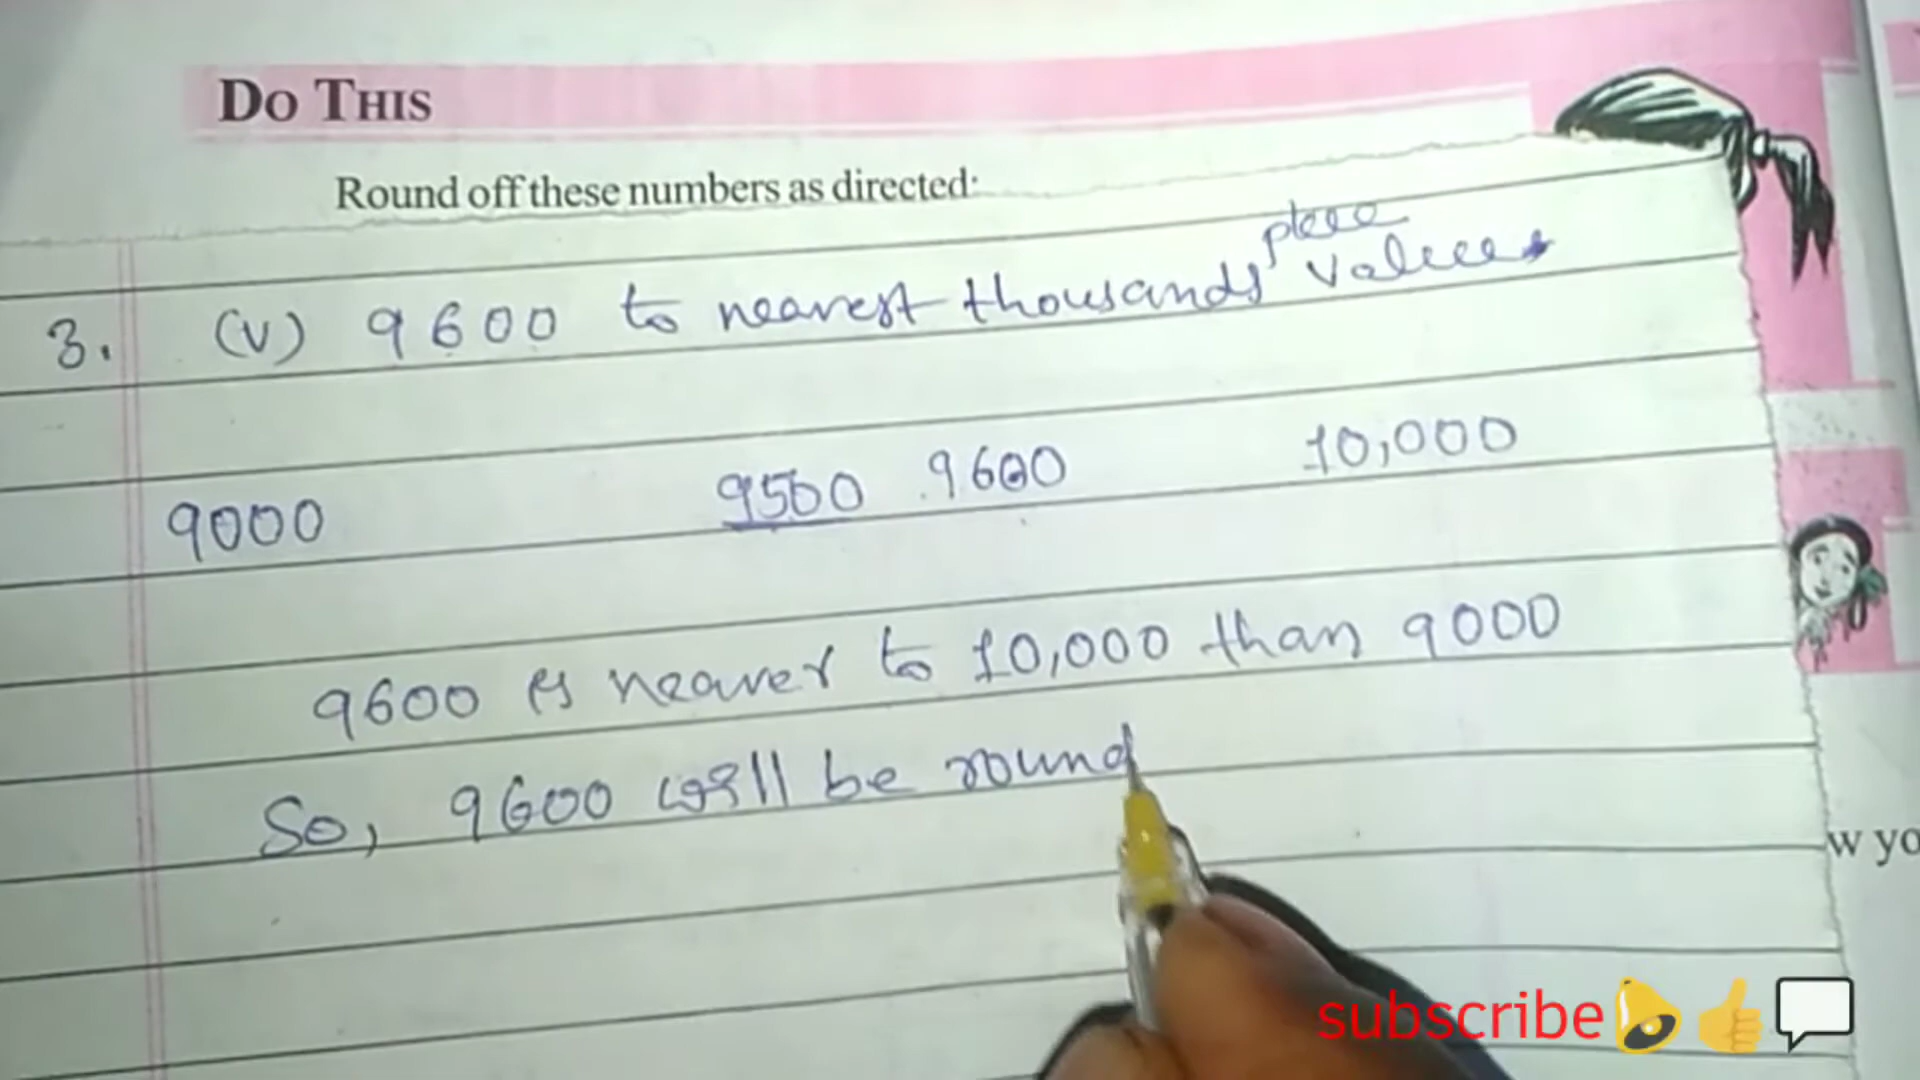 DO THIS
Round off these numbers as directed:
place
3. (v) 9600 to nearest thousands value
9000 9500 9600 10,000
9600 is nearer to 10,000 than 9000
So, 9600 will be round
w yo
subscribe